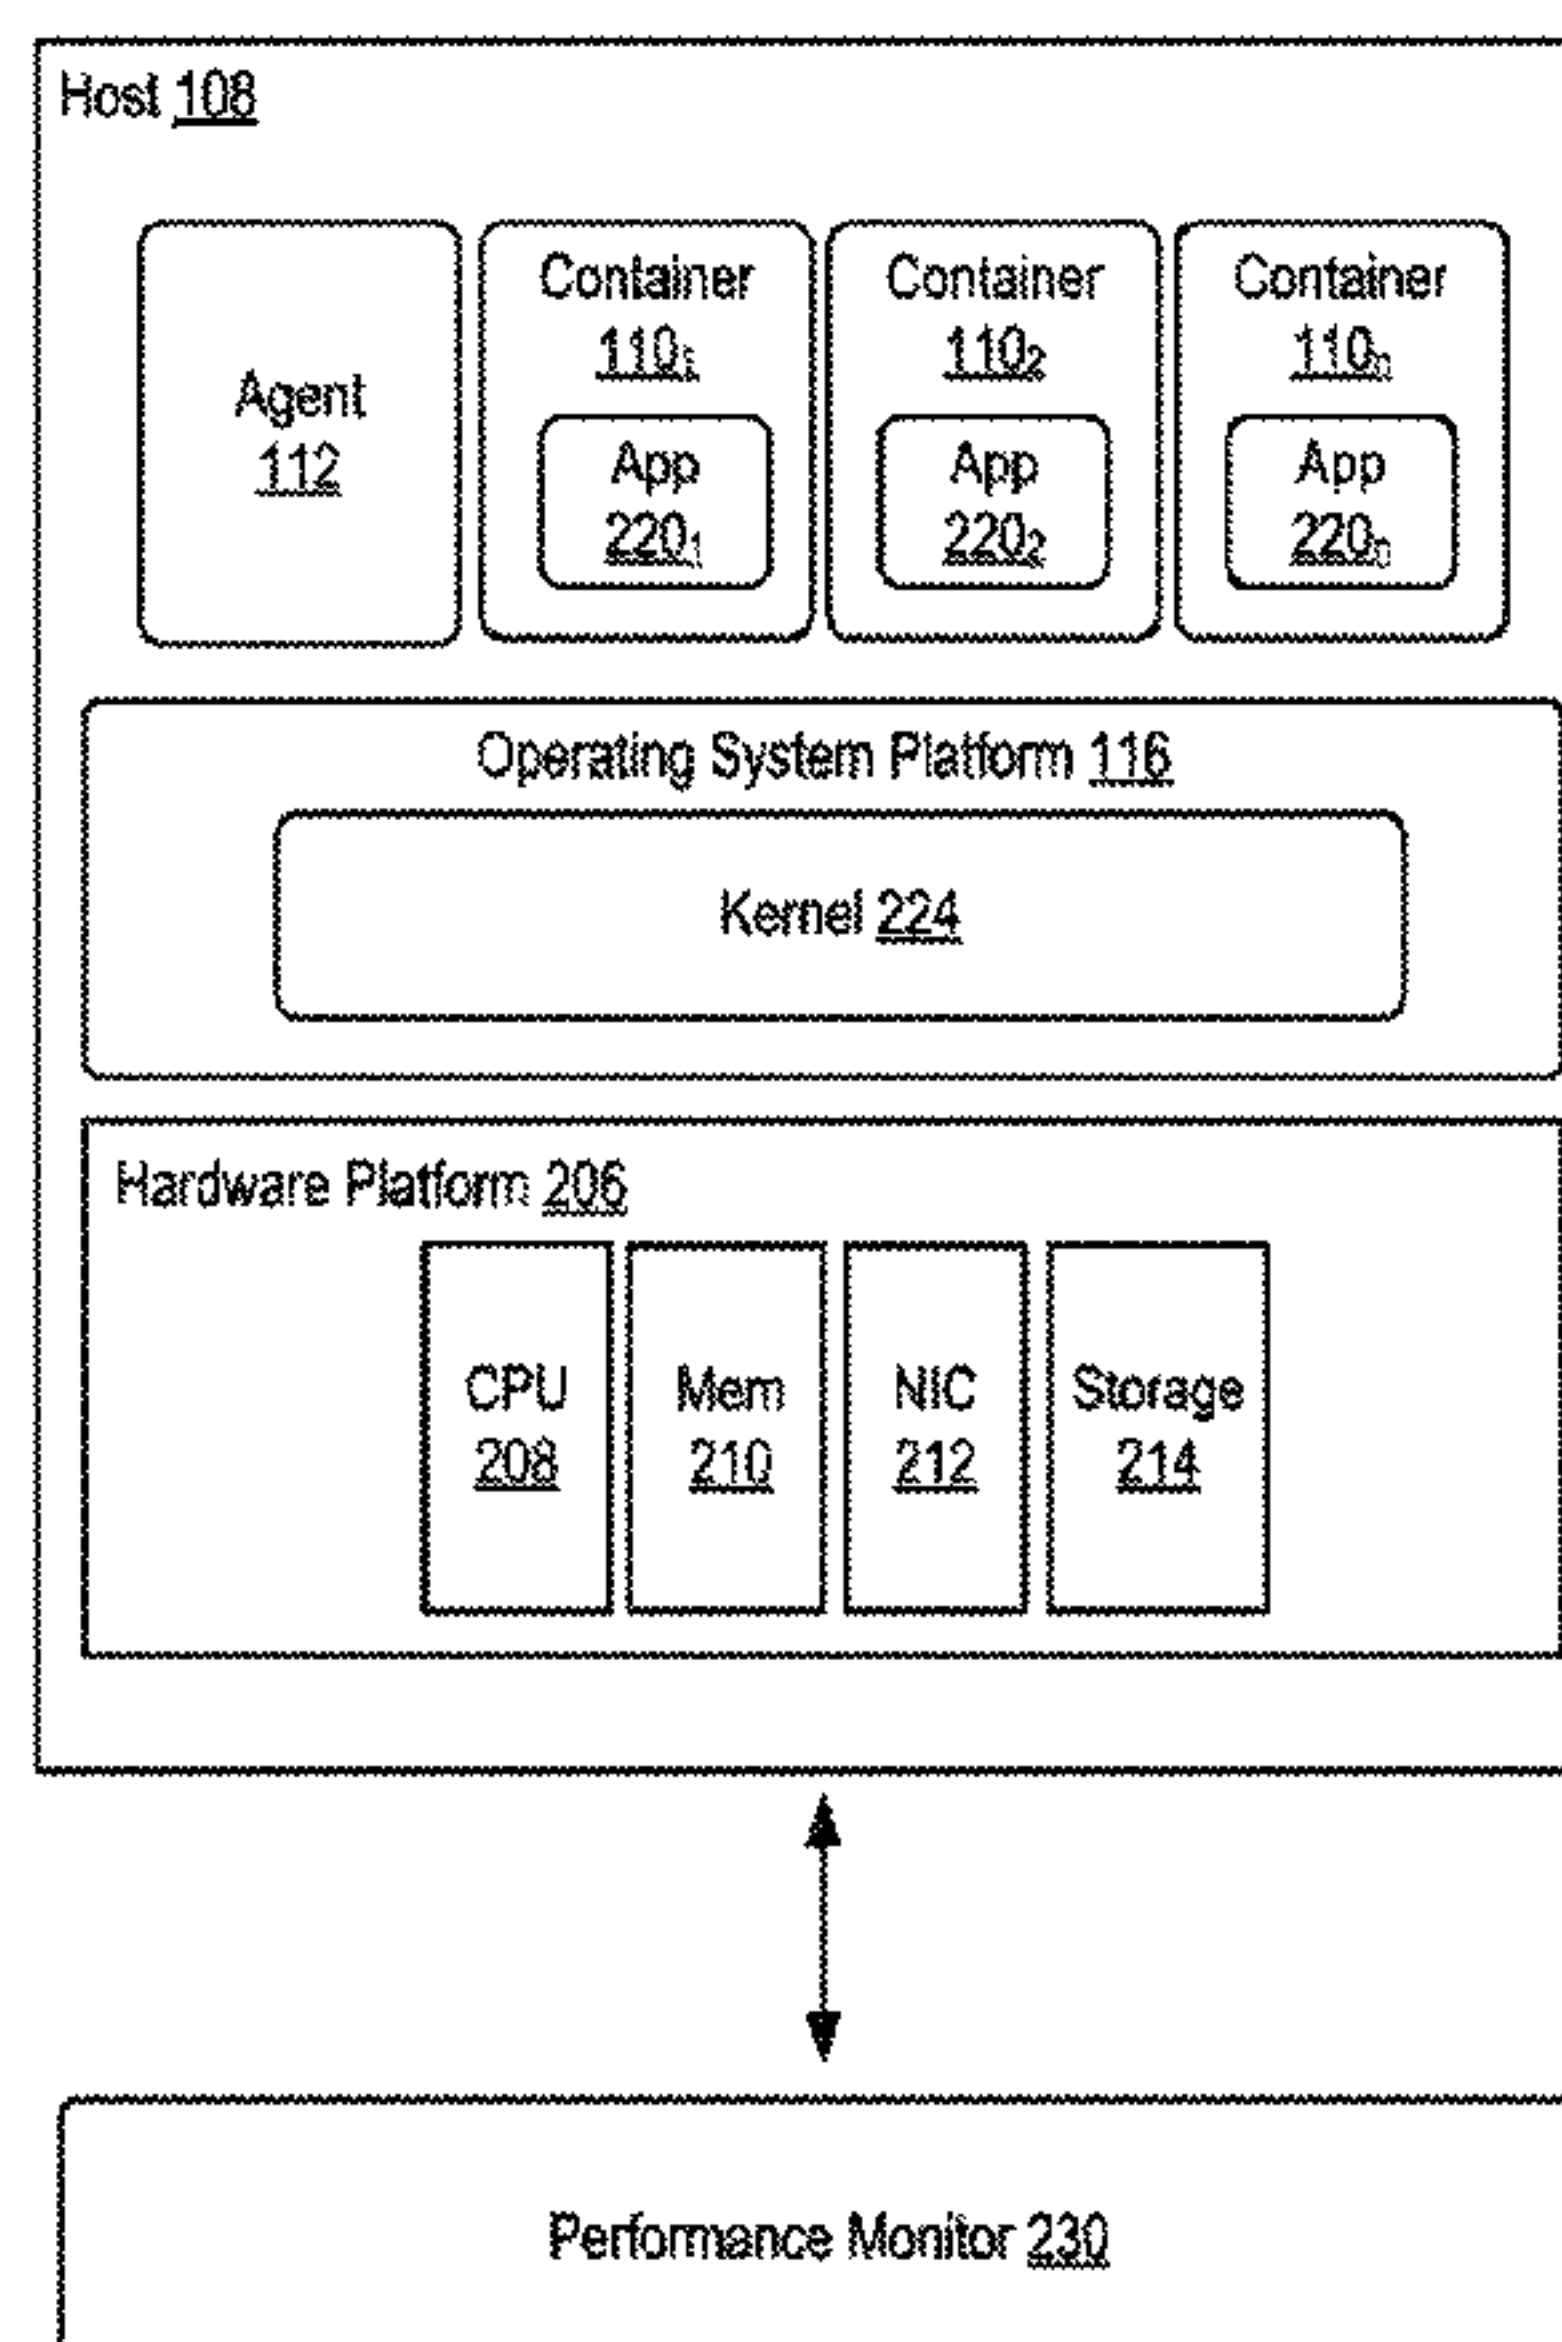 Host 108
Agent
112
Container
110₁
App
220₁
Container
110₂
App
220₂
Container
110ₙ
App
220ₙ
Operating System Platform 116
Kernel 224
Hardware Platform 206
CPU
208
Mem
210
NIC
212
Storage
214
Performance Monitor 230